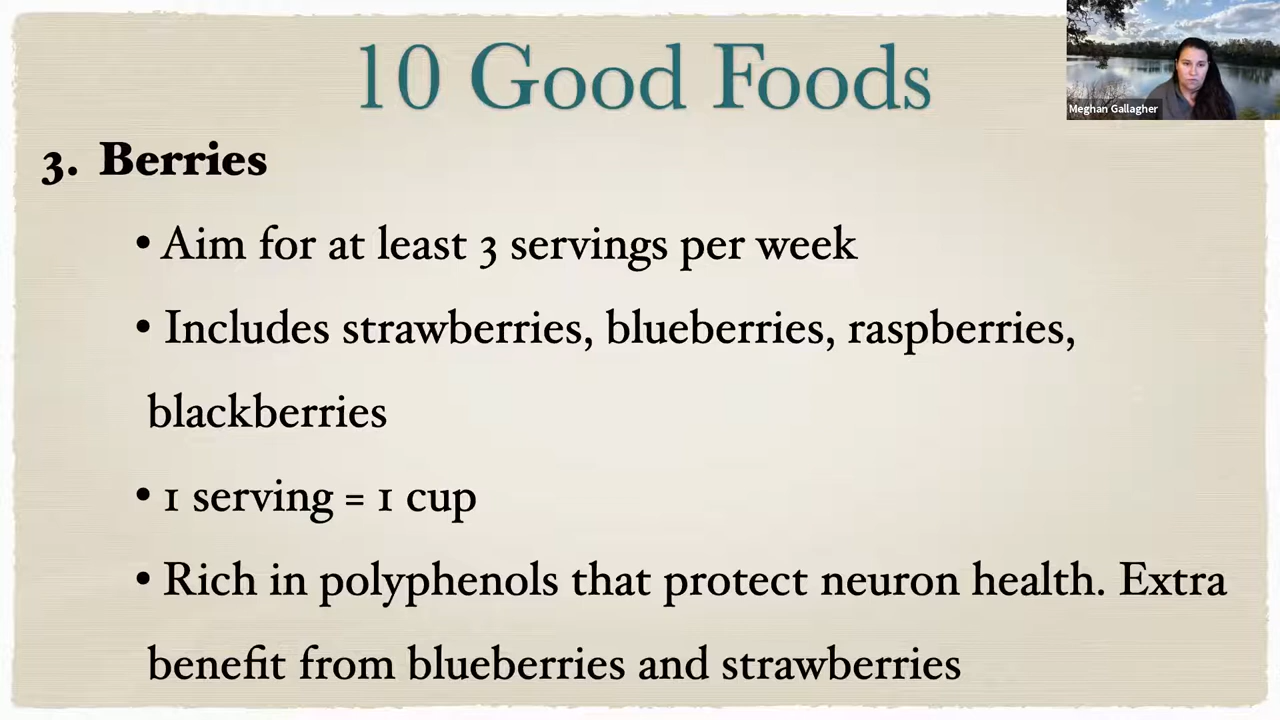 10 Good Foods
Meghan Gallagher
3. Berries
• Aim for at least 3 servings per week
• Includes strawberries, blueberries, raspberries,
blackberries
• 1 serving = 1 cup
• Rich in polyphenols that protect neuron health. Extra
benefit from blueberries and strawberries